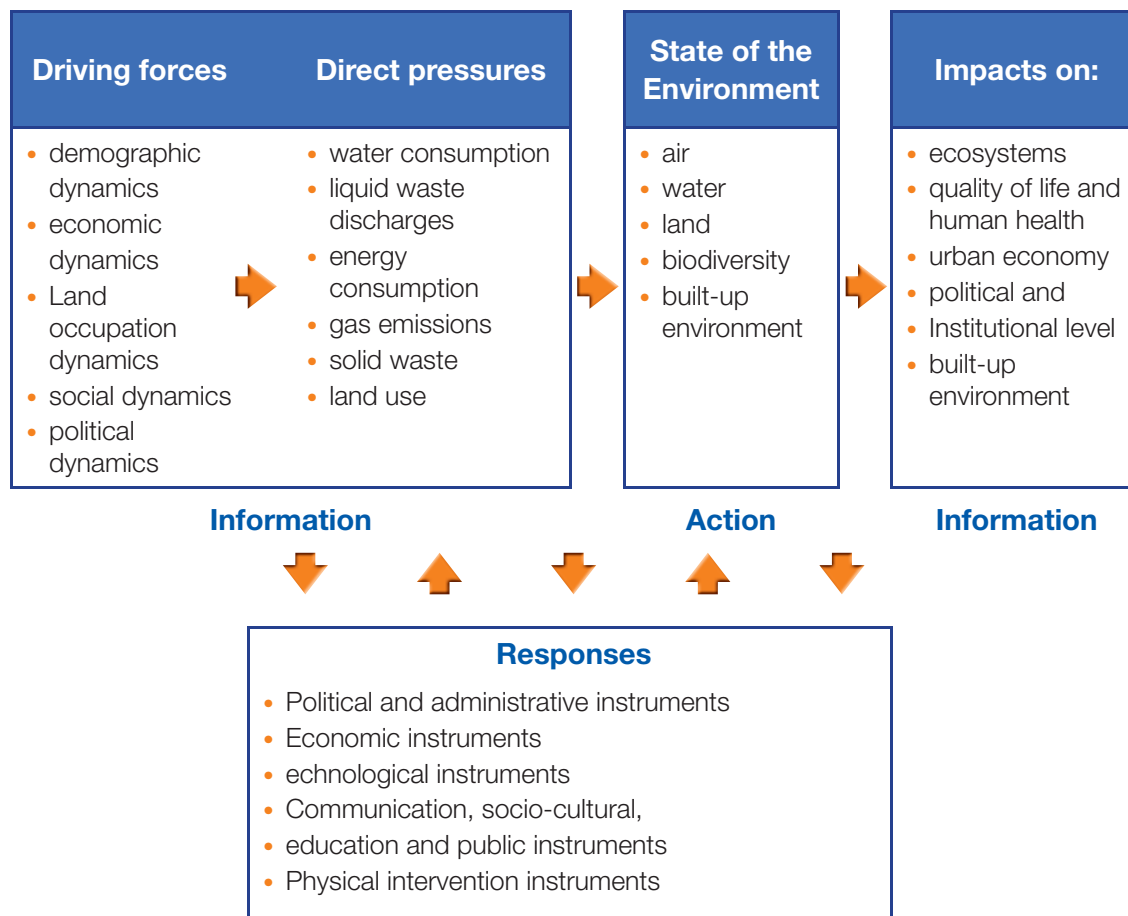 Driving forces
• demographic
dynamics
• economic
dynamics
• Land
occupation
dynamics
• social dynamics
• political
dynamics
Direct pressures
• water consumption
• liquid waste
discharges
• energy
consumption
• gas emissions
• solid waste
• land use
State of the
Environment
• air
• water
• land
• biodiversity
• built-up
environment
Impacts on:
• ecosystems
• quality of life and
human health
• urban economy
• political and
• Institutional level
• built-up
environment
Information
Action
Information
Responses
• Political and administrative instruments
• Economic instruments
• echnological instruments
• Communication, socio-cultural,
• education and public instruments
• Physical intervention instruments